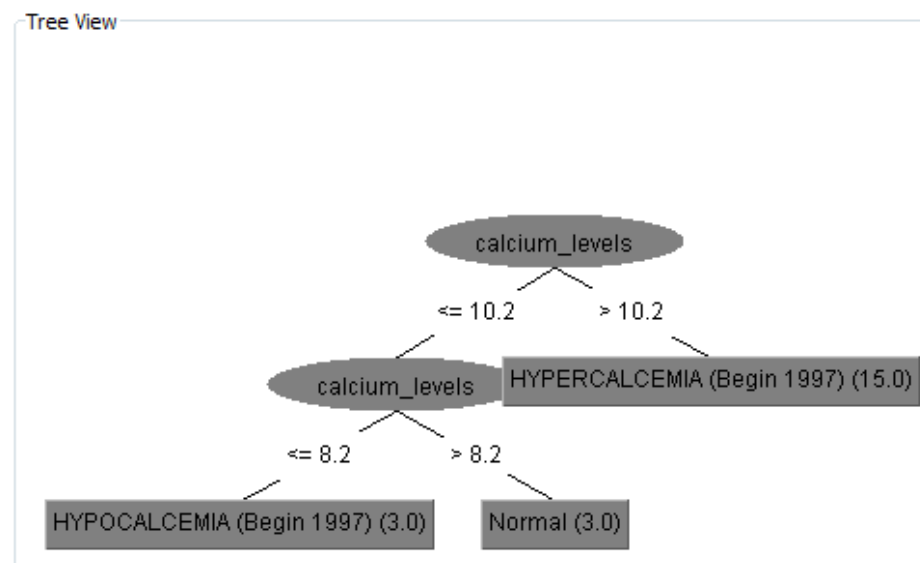 Tree View
calcium_levels
<= 10.2
> 10.2
calcium_levels
HYPERCALCEMIA (Begin 1997) (15.0)
<= 8.2
> 8.2
HYPOCALCEMIA (Begin 1997) (3.0)
Normal (3.0)